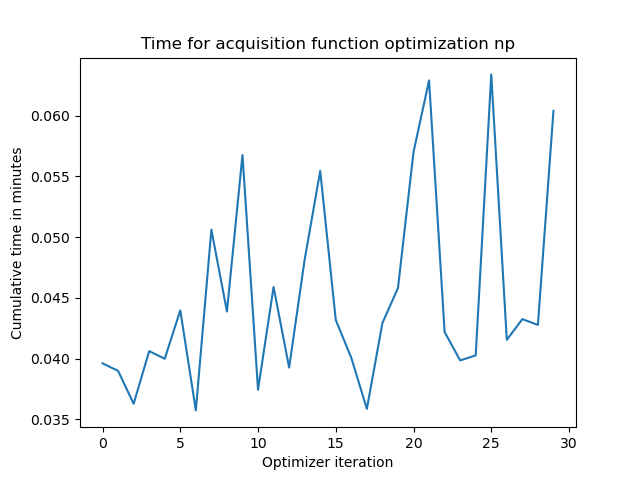 Time for acquisition function optimization np
Cumulative time in minutes
0.060
0.055
0.050
0.045
0.040
0.035
0 5 10 15 20 25 30
Optimizer iteration